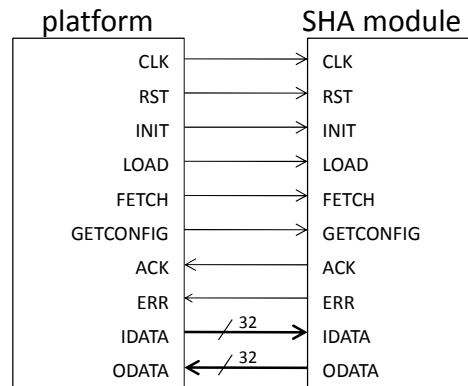 platform SHA module
CLK CLK
RST RST
INIT INIT
LOAD LOAD
FETCH FETCH
GETCONFIG GETCONFIG
ACK ACK
ERR ERR
IDATA 32 IDATA
ODATA 32 ODATA